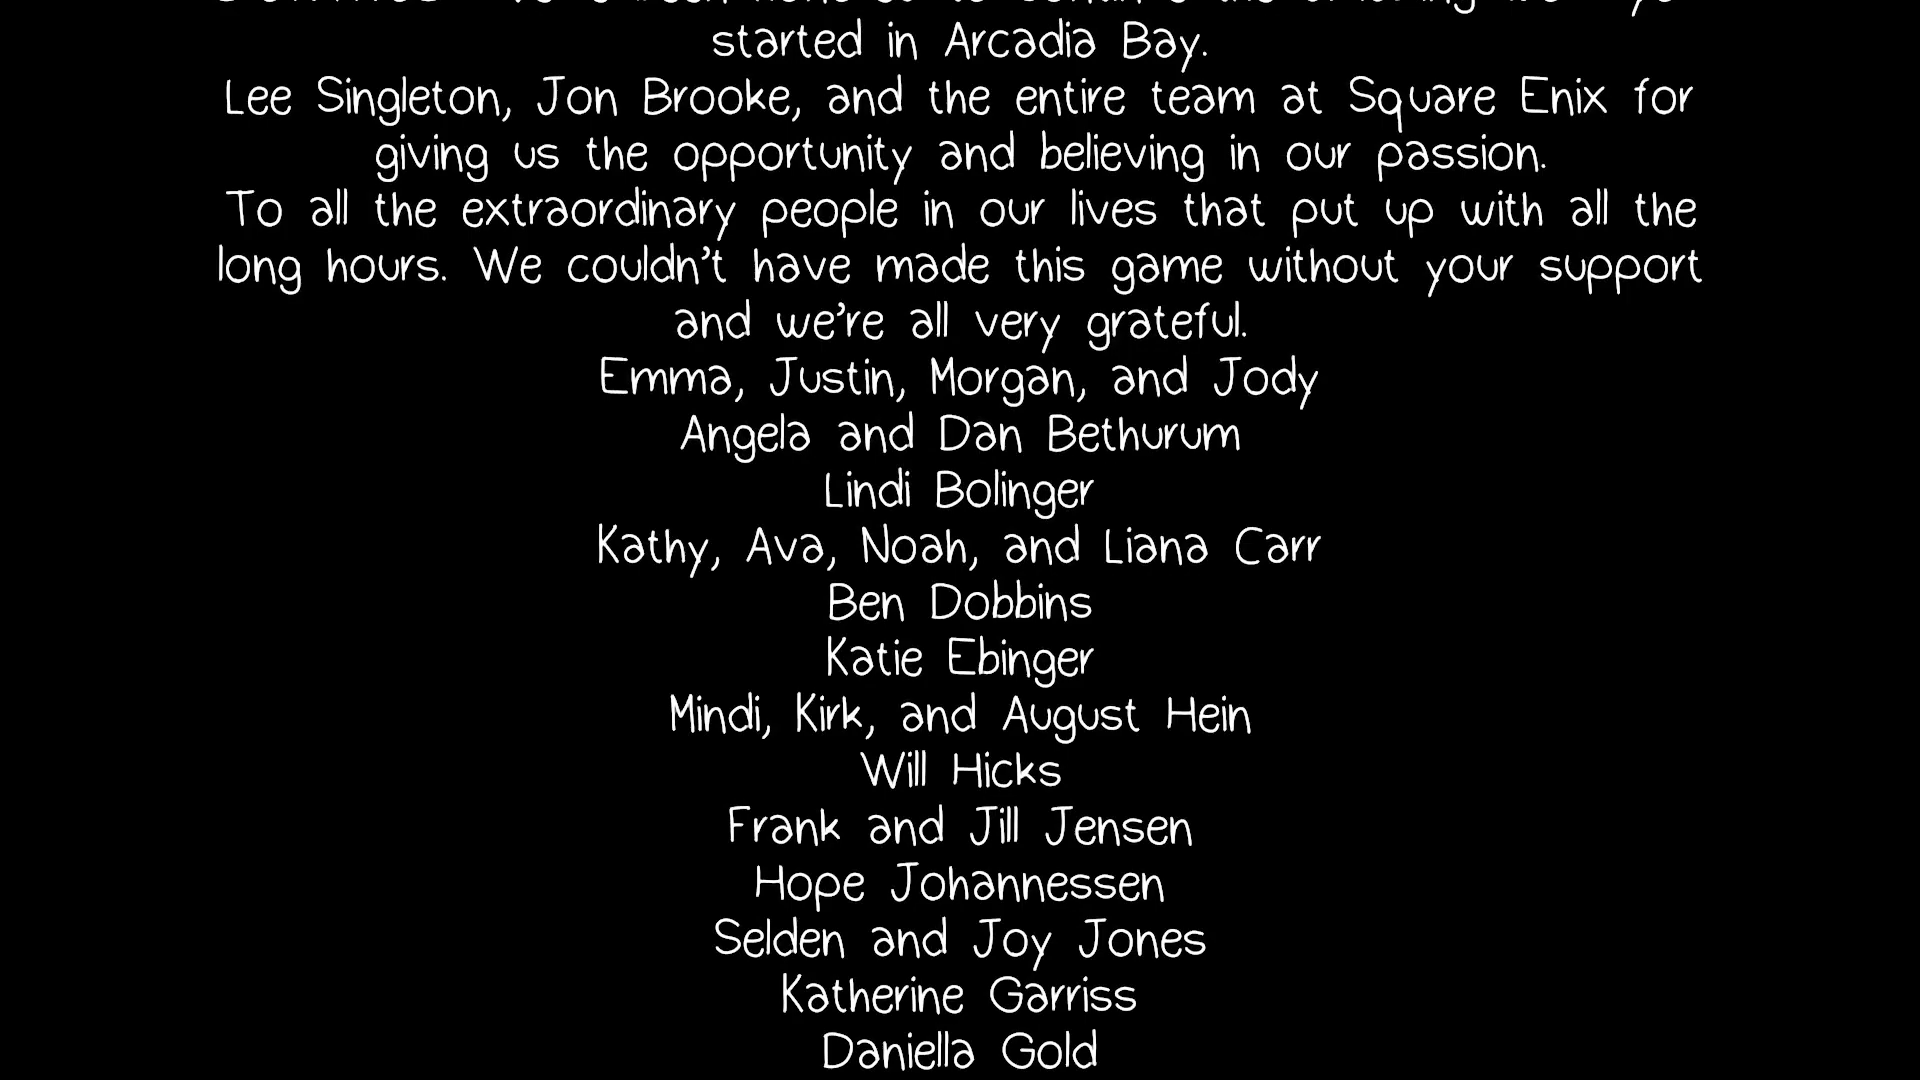 started in Arcadia Bay.
Lee Singleton, Jon Brooke, and the entire team at Square Enix for
giving us the opportunity and believing in our passion.
To all the extraordinary people in our lives that put up with all the
long hours. We couldn't have made this game without your support
and we're all very grateful.
Emma, Justin, Morgan, and Jody
Angela and Dan Bethurum
Lindi Bolinger
Kathy, Ava, Noah, and Liana Carr
Ben Dobbins
Katie Ebinger
Mindi, Kirk, and August Hein
Will Hicks
Frank and Jill Jensen
Hope Johannessen
Selden and Joy Jones
Katherine Garriss
Daniella Gold